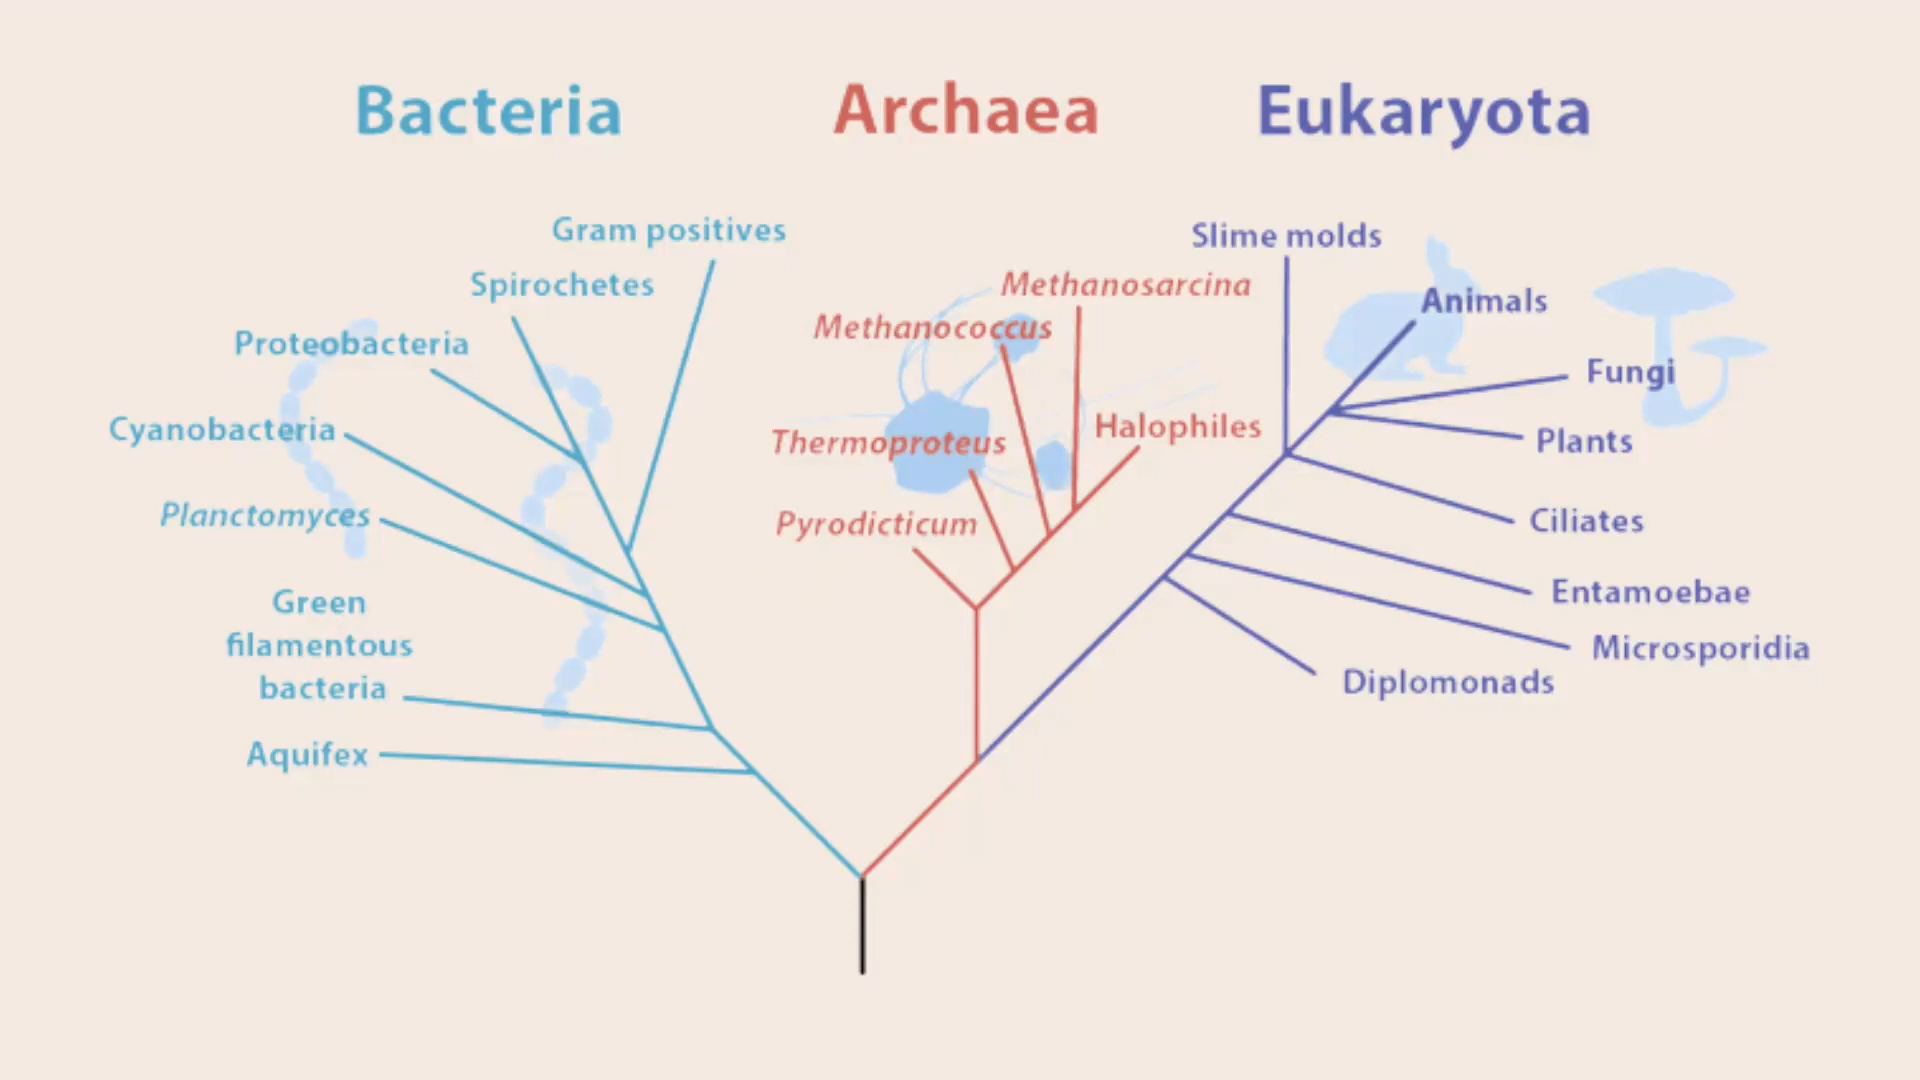 Bacteria
Archaea
Eukaryota
Gram positives
Spirochetes
Proteobacteria
Cyanobacteria
Planctomyces
Green
filamentous
bacteria
Aquifex
Methanosarcina
Methanococcus
Halophiles
Thermoproteus
Pyrodicticum
Slime molds
Animals
Fungi
Plants
Ciliates
Entamoebae
Microsporidia
Diplomonads